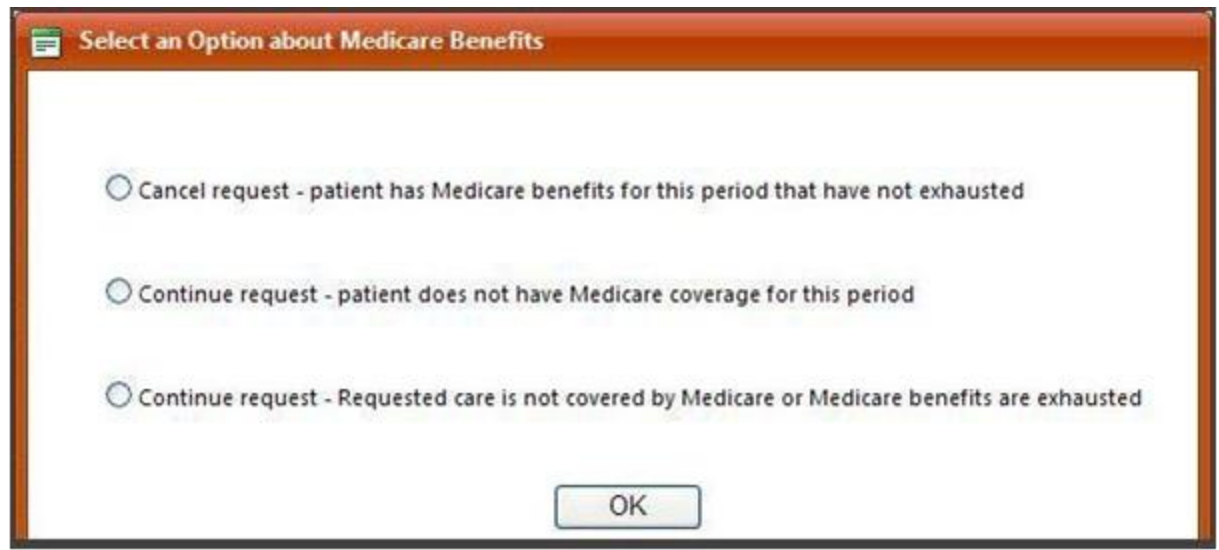 Select an Option about Medicare Benefits
Cancel request - patient has Medicare benefits for this period that have not exhausted
Continue request - patient does not have Medicare coverage for this period
Continue request - Requested care is not covered by Medicare or Medicare benefits are exhausted
OK